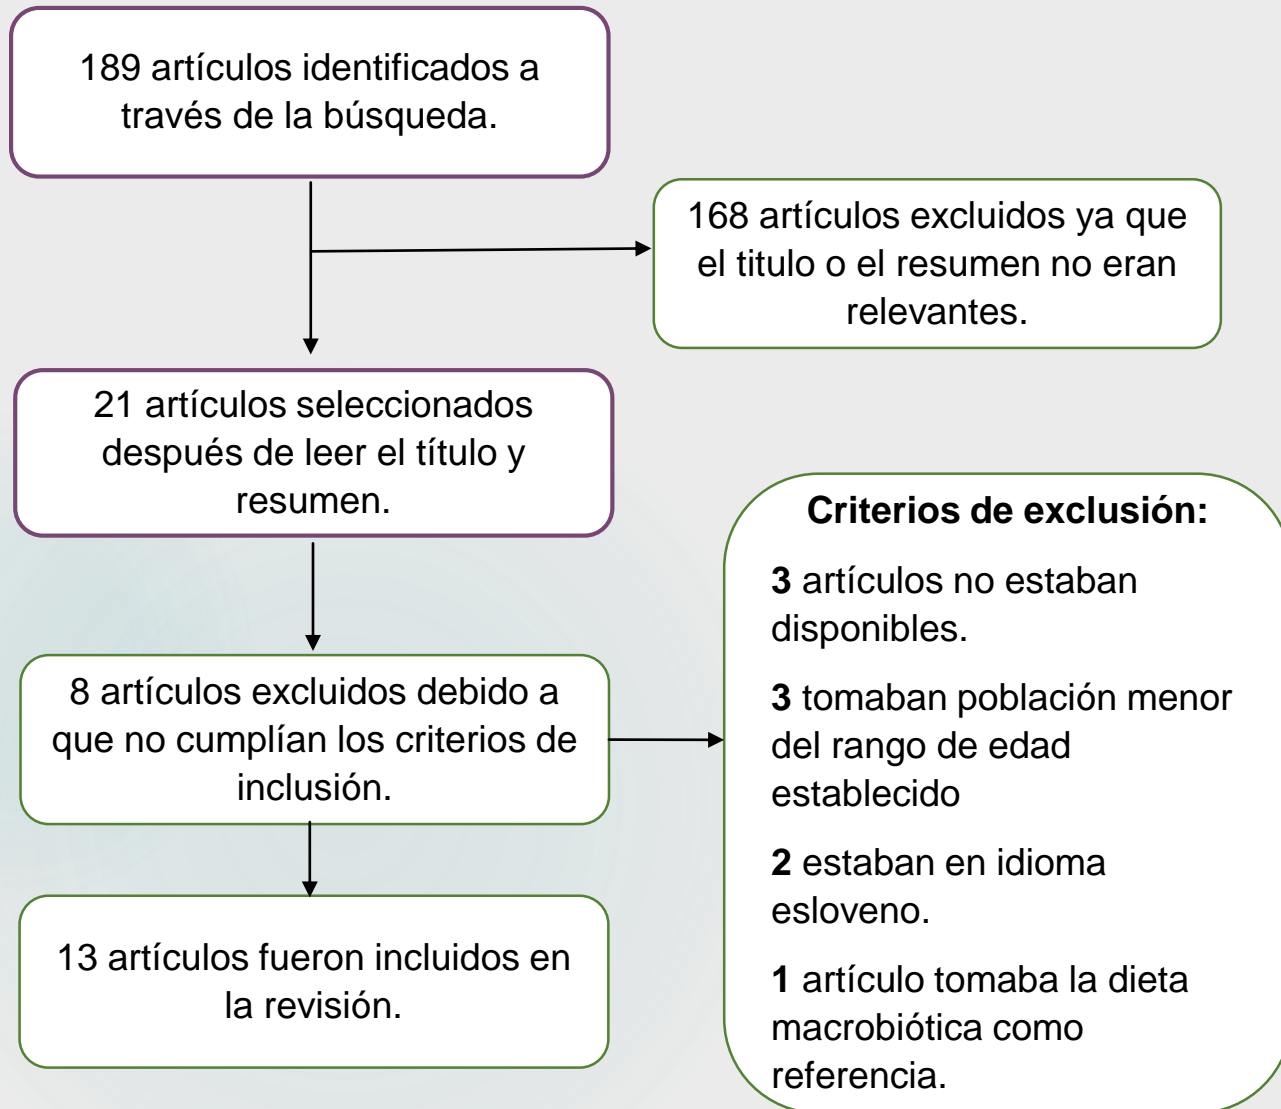 189 artículos identificados a
través de la búsqueda.
168 artículos excluidos ya que
el titulo o el resumen no eran
relevantes.
21 artículos seleccionados
después de leer el título y
resumen.
8 artículos excluidos debido a
que no cumplían los criterios de
inclusión.
Criterios de exclusión:
3 artículos no estaban
disponibles.
3 tomaban población menor
del rango de edad
establecido
2 estaban en idioma
esloveno.
1 artículo tomaba la dieta
macrobiótica como
referencia.
13 artículos fueron incluidos en
la revisión.